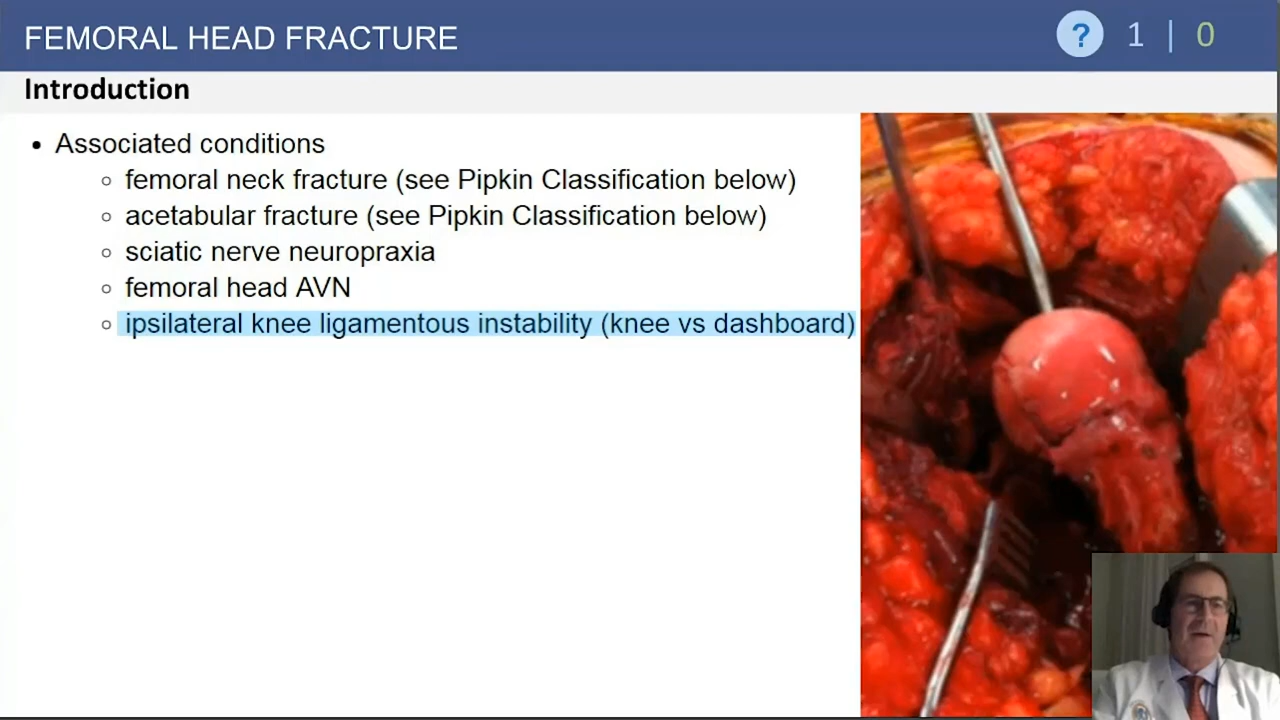 FEMORAL HEAD FRACTURE
? 1 | 0
Introduction
• Associated conditions
◦ femoral neck fracture (see Pipkin Classification below)
◦ acetabular fracture (see Pipkin Classification below)
◦ sciatic nerve neuropraxia
◦ femoral head AVN
◦ ipsilateral knee ligamentous instability (knee vs dashboard)